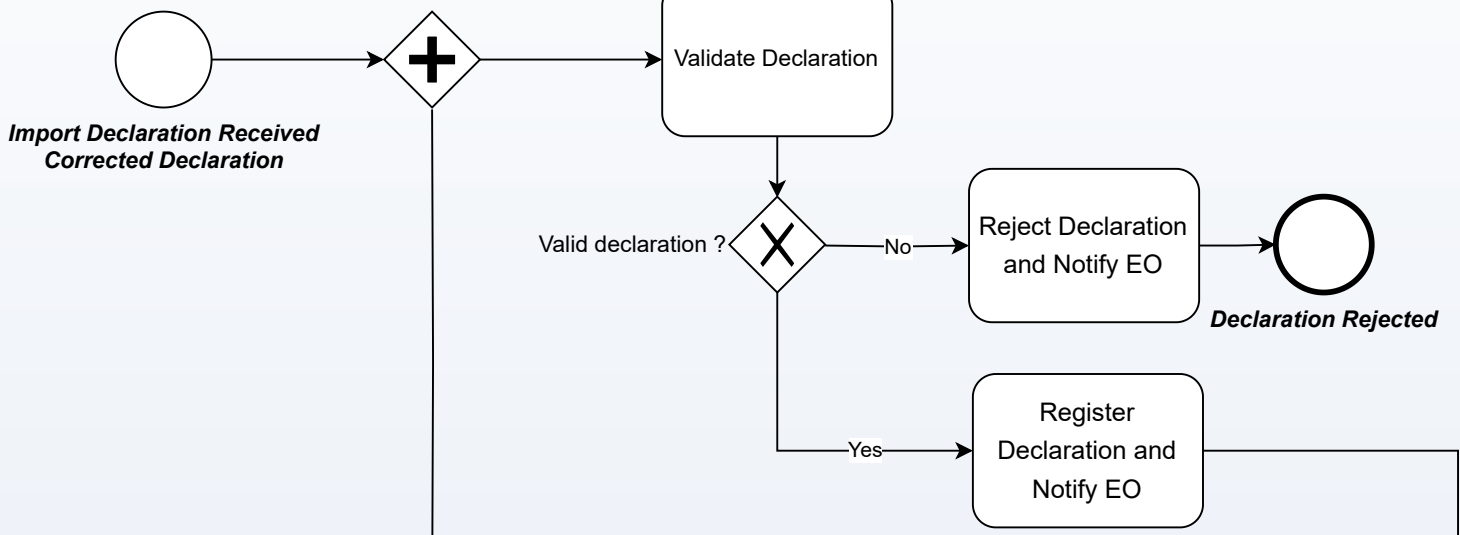 Import Declaration Received
Corrected Declaration
Validate Declaration
Valid declaration ?
No
Reject Declaration
and Notify EO
Declaration Rejected
Yes
Register
Declaration and
Notify EO